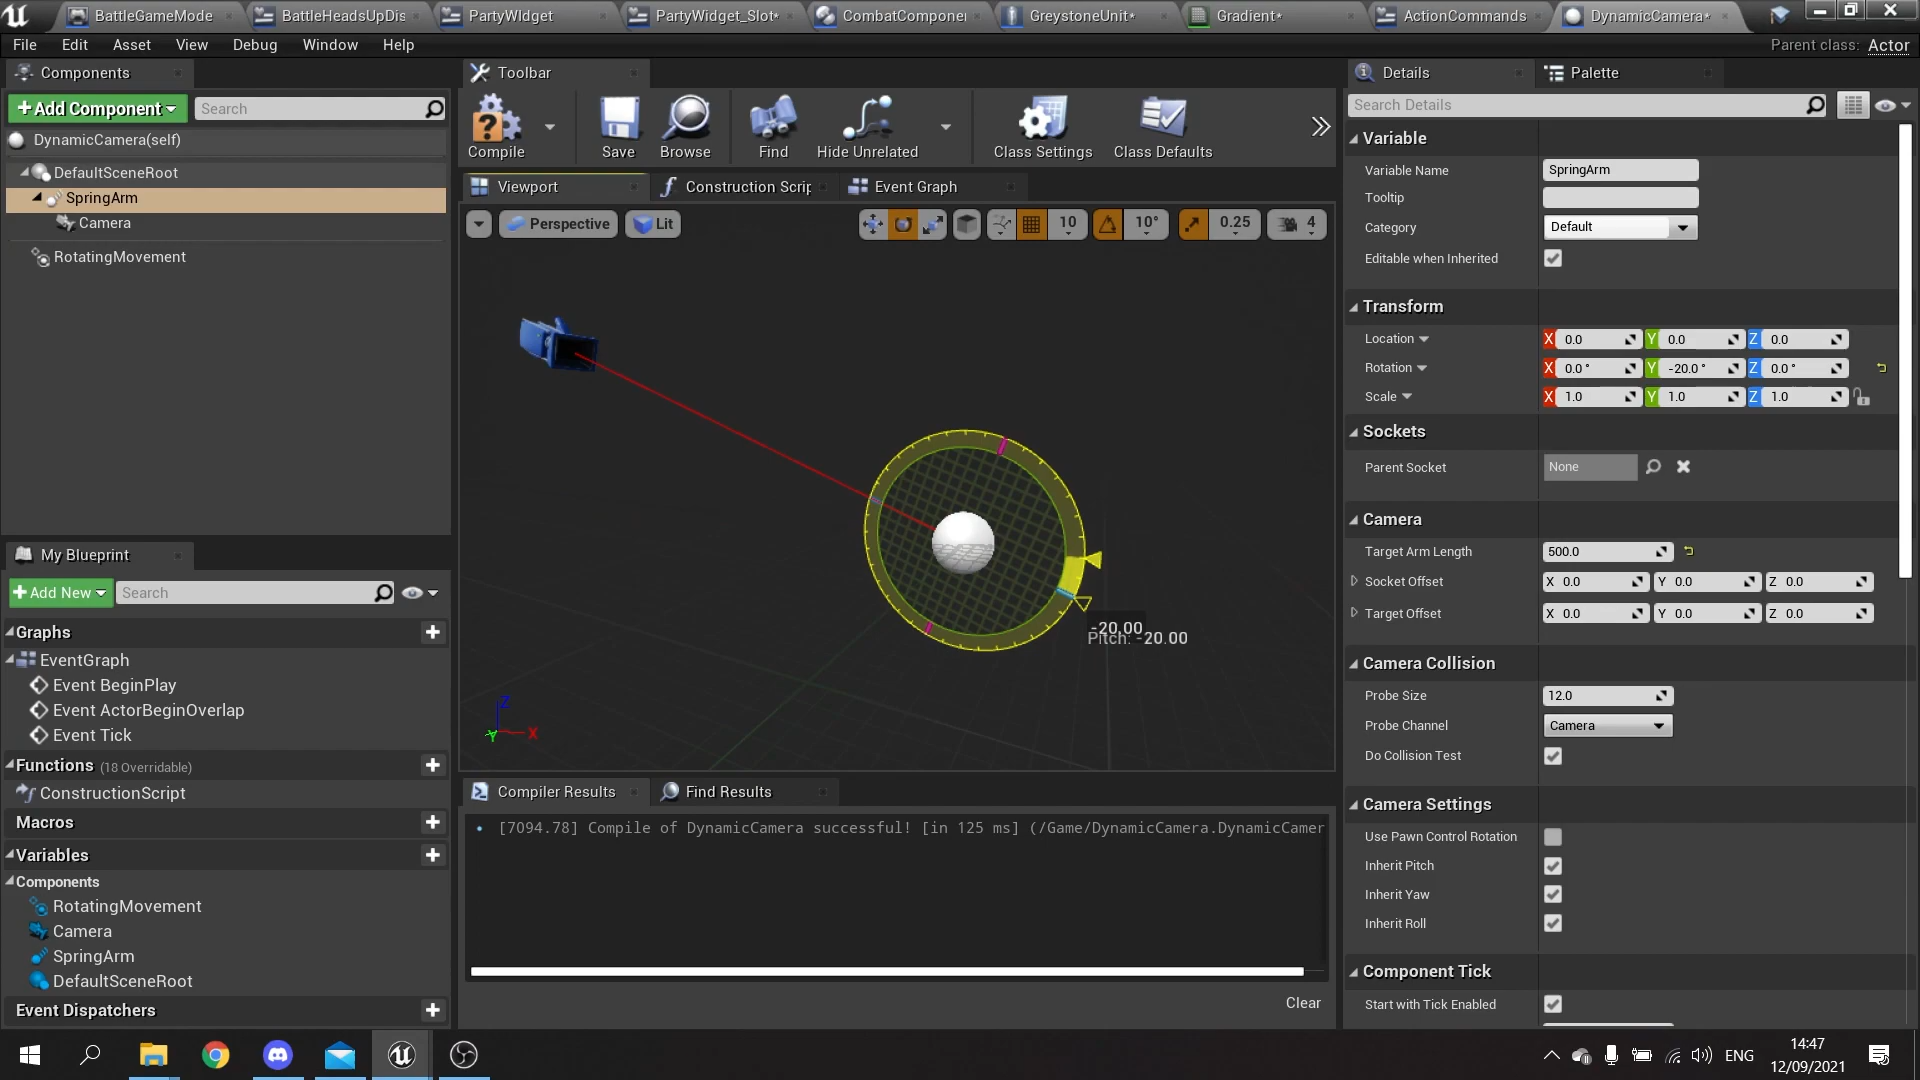 BattleGameMode
BattleHeadsUpDis
PartyWIdget
PartyWidget_Slot*
CombatComponen
GreystoneUnit*
Gradient*
ActionCommands
DynamicCamera*
File Edit Asset View Debug Window Help
Parent class: Actor
Components
+Add Component
Search
DynamicCamera(self)
DefaultSceneRoot
SpringArm
Camera
RotatingMovement
My Blueprint
+Add New
Search
Graphs
EventGraph
Event BeginPlay
Event ActorBeginOverlap
Event Tick
Functions (18 Overridable)
ConstructionScript
Macros
Variables
Components
RotatingMovement
Camera
SpringArm
DefaultSceneRoot
Event Dispatchers
Toolbar
Compile
Save
Browse
Find
Hide Unrelated
Class Settings
Class Defaults
Viewport
Construction Scrip
Event Graph
Perspective
Lit
10
10°
0.25
4
-20.00
Pitch: -20.00
Z
Y
X
Compiler Results
Find Results
[7094.78] Compile of DynamicCamera successful! [in 125 ms] (/Game/DynamicCamera.DynamicCamer
Clear
Details
Palette
Search Details
Variable
Variable Name SpringArm
Tooltip
Category Default
Editable when Inherited
Transform
Location X 0.0 Y 0.0 Z 0.0
Rotation X 0.0° Y -20.0° Z 0.0°
Scale X 1.0 Y 1.0 Z 1.0
Sockets
Parent Socket None
Camera
Target Arm Length 500.0
Socket Offset X 0.0 Y 0.0 Z 0.0
Target Offset X 0.0 Y 0.0 Z 0.0
Camera Collision
Probe Size 12.0
Probe Channel Camera
Do Collision Test
Camera Settings
Use Pawn Control Rotation
Inherit Pitch
Inherit Yaw
Inherit Roll
Component Tick
Start with Tick Enabled
ENG
14:47
12/09/2021